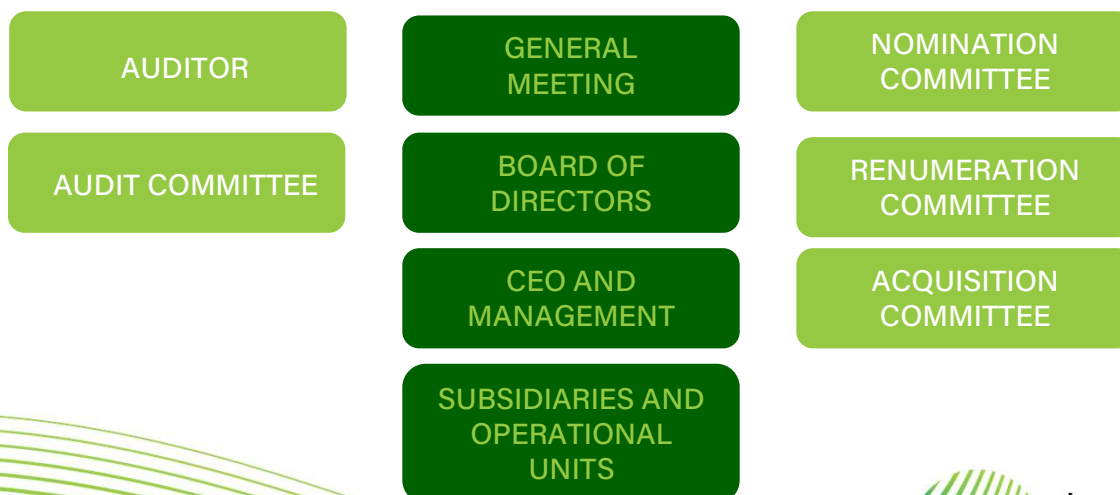 AUDITOR
GENERAL
MEETING
NOMINATION
COMMITTEE
AUDIT COMMITTEE
BOARD OF
DIRECTORS
RENUMERATION
COMMITTEE
CEO AND
MANAGEMENT
ACQUISITION
COMMITTEE
SUBSIDIARIES AND
OPERATIONAL
UNITS